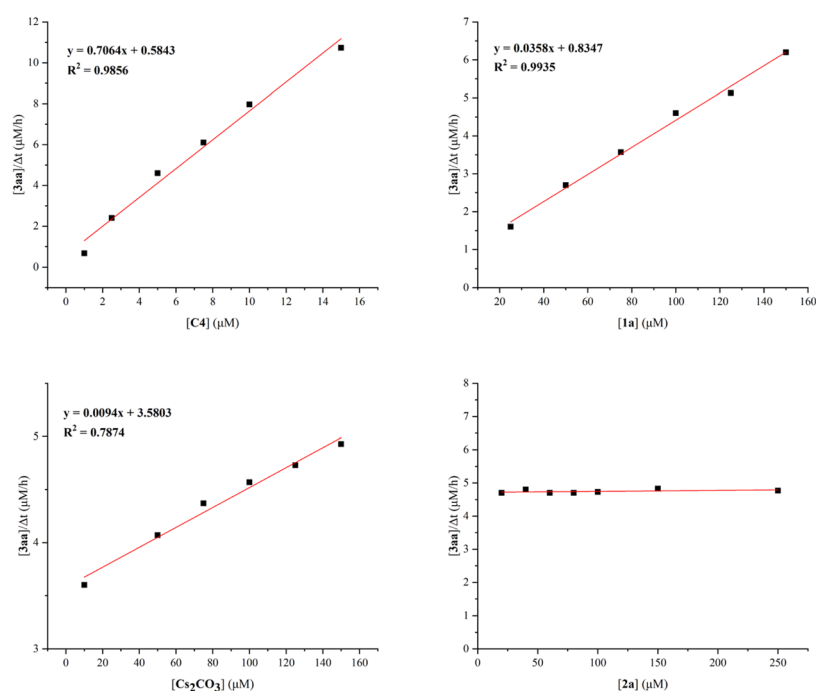 y = 0.7064x + 0.5843
R² = 0.9856
12
10
8
6
4
2
0
[3aa]/Δt (μM/h)
0 2 4 6 8 10 12 14 16
[C4] (μM)
y = 0.0358x + 0.8347
R² = 0.9935
7
6
5
4
3
2
1
0
[3aa]/Δt (μM/h)
20 40 60 80 100 120 140 160
[1a] (μM)
y = 0.0094x + 3.5803
R² = 0.7874
5
4
3
[3aa]/Δt (μM/h)
0 20 40 60 80 100 120 140 160
[Cs₂CO₃] (μM)
8
7
6
5
4
3
2
1
0
[3aa]/Δt (μM/h)
0 50 100 150 200 250
[2a] (μM)